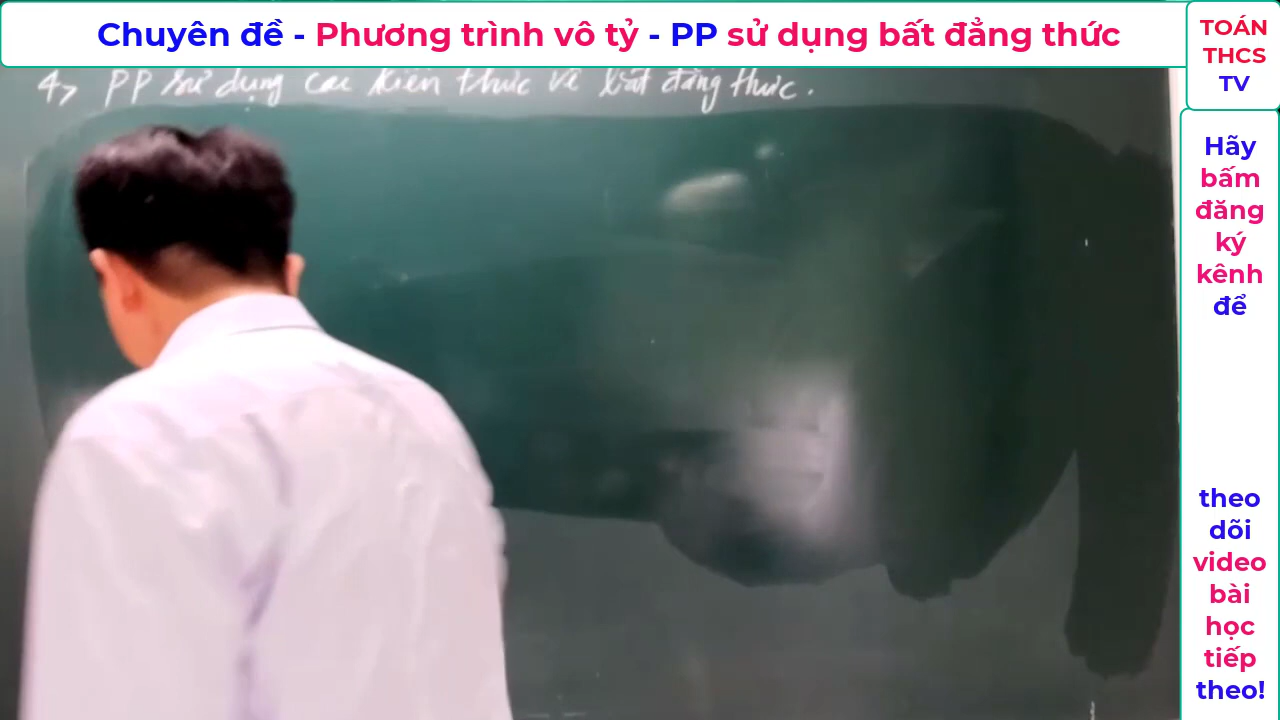 Chuyên đề - Phương trình vô tỷ - PP sử dụng bất đẳng thức
TOÁN
THCS
TV
4> PP sử dụng các kiến thức về bất đẳng thức.
Hãy
bấm
đăng
ký
kênh
để
theo
dõi
video
bài
học
tiếp
theo!